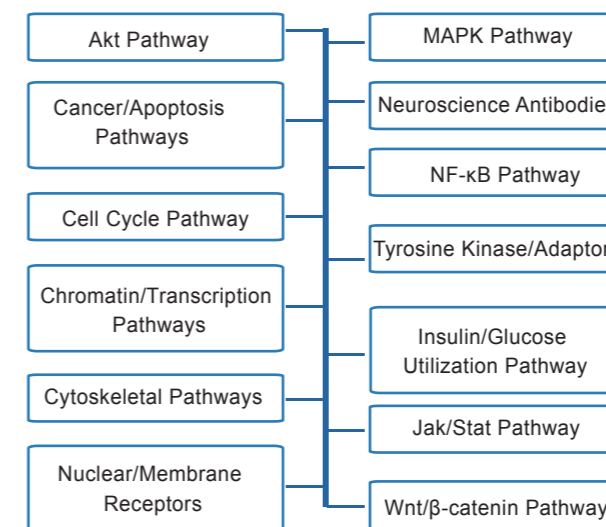 Akt Pathway
Cancer/Apoptosis
Pathways
Cell Cycle Pathway
Chromatin/Transcription
Pathways
Cytoskeletal Pathways
Nuclear/Membrane
Receptors
MAPK Pathway
Neuroscience Antibodie
NF-κB Pathway
Tyrosine Kinase/Adaptor
Insulin/Glucose
Utilization Pathway
Jak/Stat Pathway
Wnt/β-catenin Pathway